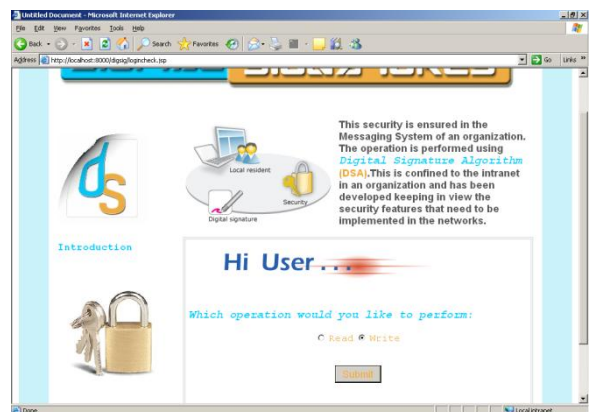 Untitled Document - Microsoft Internet Explorer
File Edit View Favorites Tools Help
Back Search Favorites
Address http://localhost:8000/digsig/logincheck.jsp Go Links »
This security is ensured in the
Messaging System of an organization.
The operation is performed using
Digital Signature Algorithm
(DSA).This is confined to the intranet
in an organization and has been
developed keeping in view the
security features that need to be
implemented in the networks.
Local resident
Security
Digital signature
ds
Introduction
Hi User...
Which operation would you like to perform:
Read Write
Submit
Done Local intranet